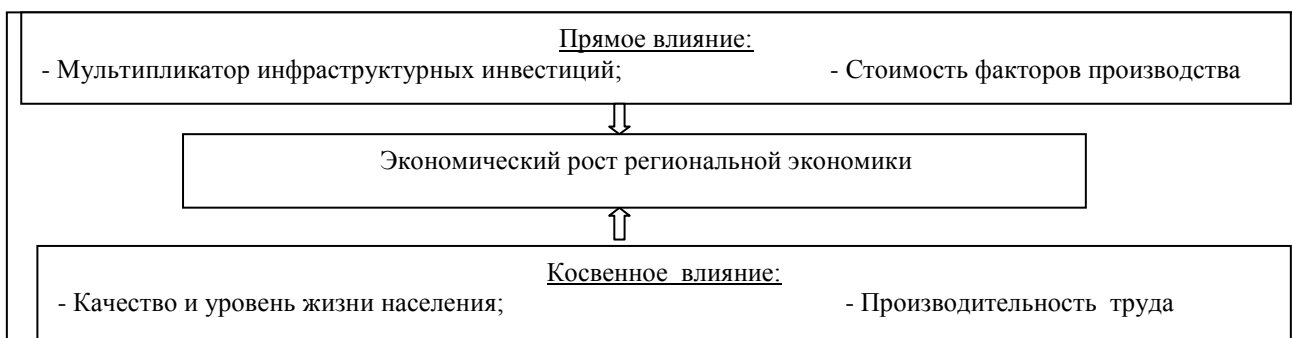 Прямое влияние:
- Мультипликатор инфраструктурных инвестиций; - Стоимость факторов производства
Экономический рост региональной экономики
Косвенное влияние:
- Качество и уровень жизни населения; - Производительность труда